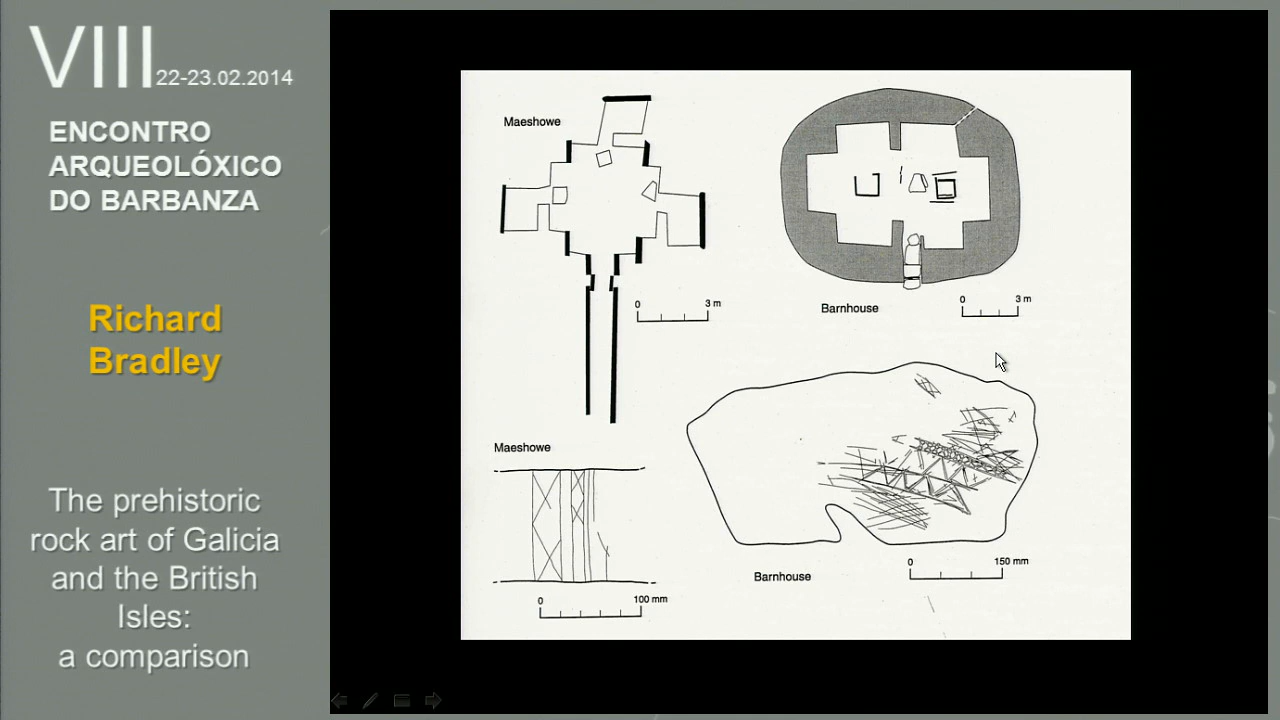 VIII 22-23.02.2014
ENCONTRO
ARQUEOLÓXICO
DO BARBANZA
Richard
Bradley
The prehistoric
rock art of Galicia
and the British
Isles:
a comparison
Maeshowe
0 3 m
Barnhouse
0 3 m
Maeshowe
0 100 mm
Barnhouse
0 150 mm